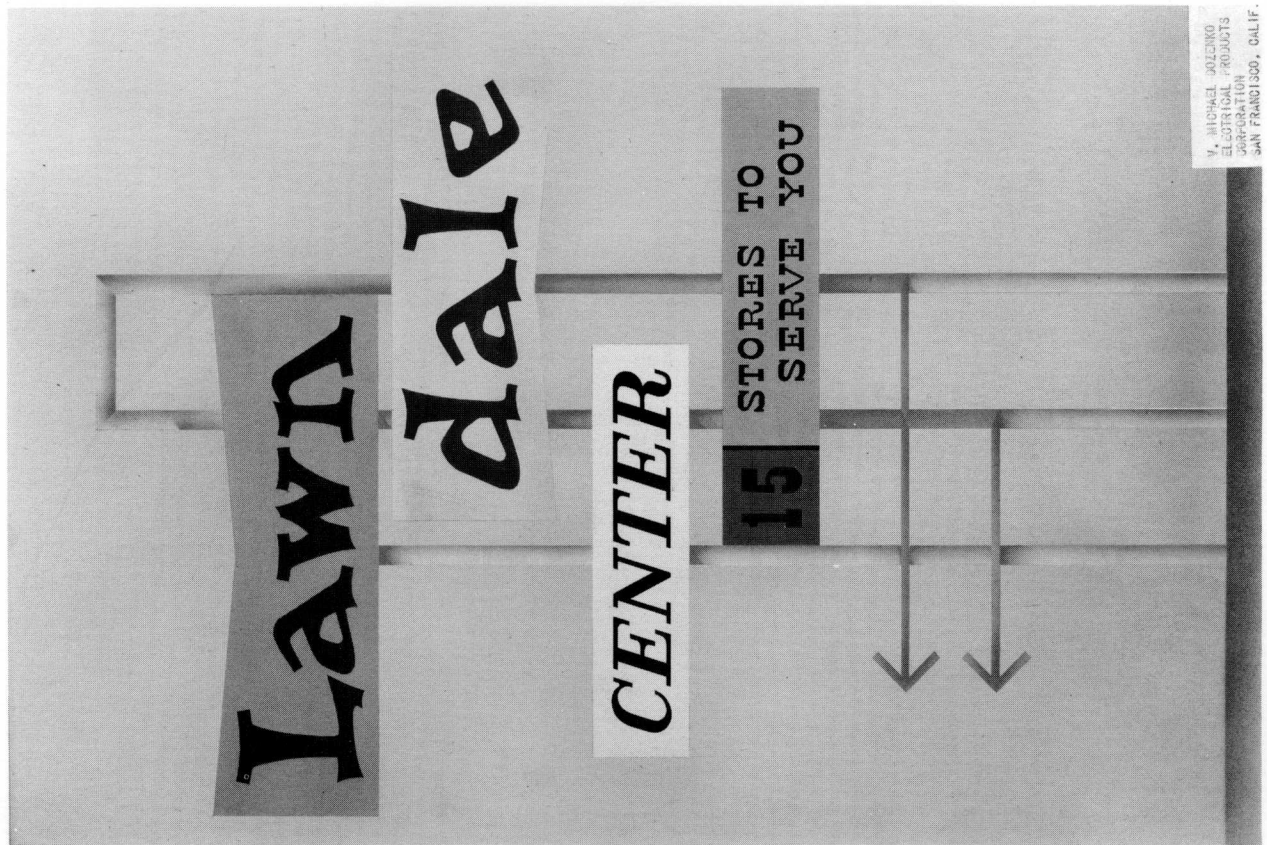 Lawn
dale
CENTER
15 STORES TO
SERVE YOU
V. MICHAEL DOZENKO
ELECTRICAL PRODUCTS
CORPORATION
SAN FRANCISCO, CALIF.